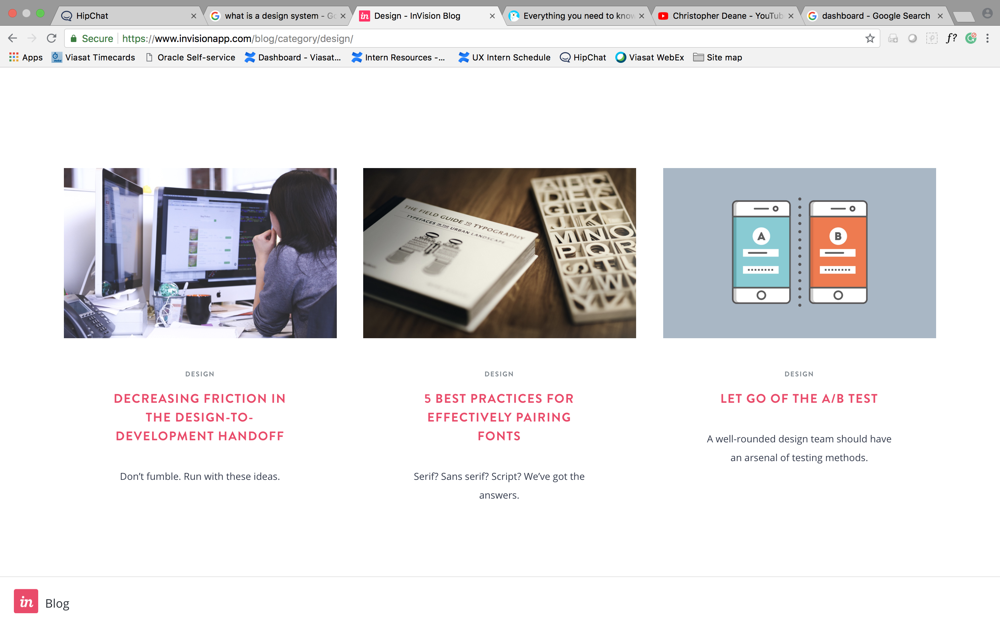 HipChat
what is a design system - Go
Design - InVision Blog
Everything you need to know
Christopher Deane - YouTub
dashboard - Google Search
Secure
https://www.invisionapp.com/blog/category/design/
f?
Apps
Viasat Timecards
Oracle Self-service
Dashboard - Viasat...
Intern Resources -...
UX Intern Schedule
HipChat
Viasat WebEx
Site map
THE FIELD GUIDE TO TYPOGRAPHY
TYPEFACES IN THE URBAN LANDSCAPE
A
B
DESIGN
DECREASING FRICTION IN
THE DESIGN-TO-
DEVELOPMENT HANDOFF
Don’t fumble. Run with these ideas.
DESIGN
5 BEST PRACTICES FOR
EFFECTIVELY PAIRING
FONTS
Serif? Sans serif? Script? We’ve got the
answers.
DESIGN
LET GO OF THE A/B TEST
A well-rounded design team should have
an arsenal of testing methods.
in
Blog